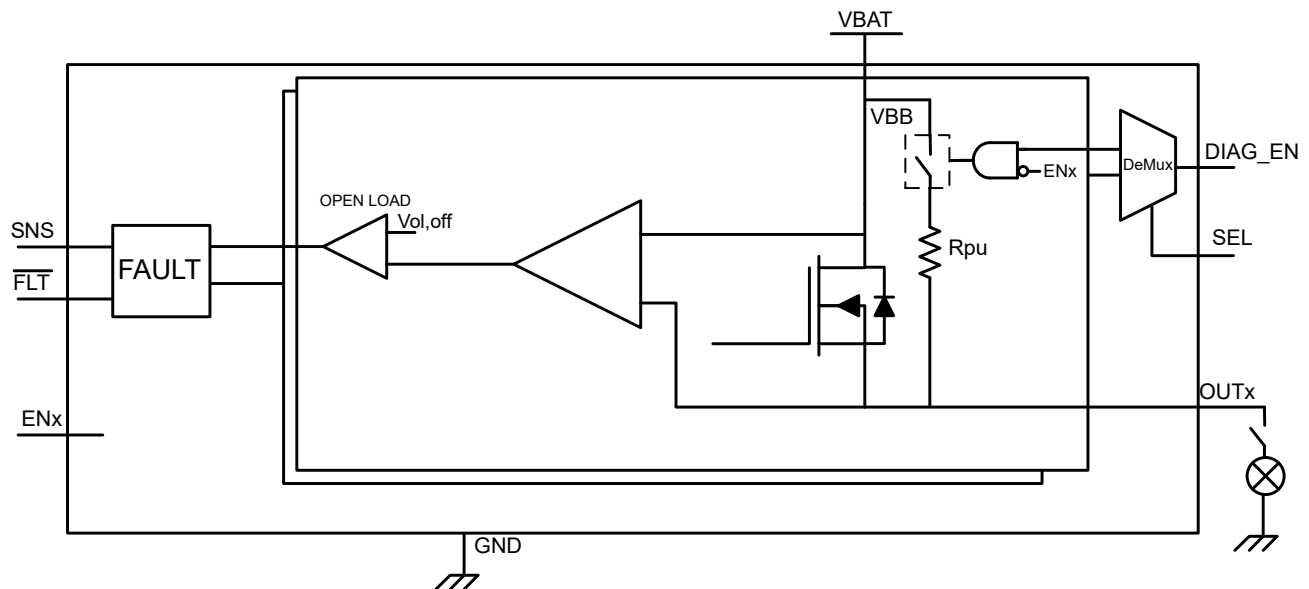 VBAT
VBB
DeMux
DIAG_EN
ENx
OPEN LOAD
Vol,off
SNS
FAULT
FLT
SEL
Rpu
OUTx
ENx
GND